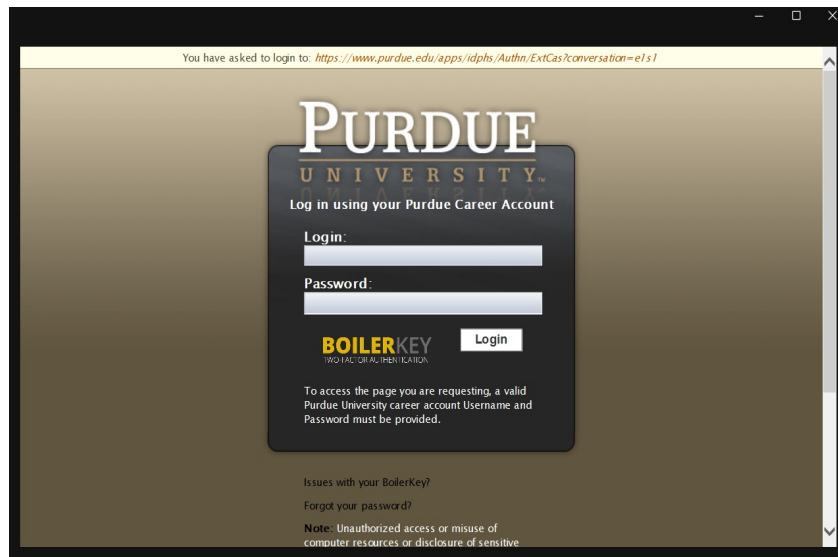 You have asked to login to: https://www.purdue.edu/apps/idphs/Authn/ExtCas?conversation=e1s1
PURDUE
UNIVERSITY™
Log in using your Purdue Career Account
Login:
Password:
BOILERKEY
TWO-FACTOR AUTHENTICATION
Login
To access the page you are requesting, a valid
Purdue University career account Username and
Password must be provided.
Issues with your BoilerKey?
Forgot your password?
Note: Unauthorized access or misuse of
computer resources or disclosure of sensitive